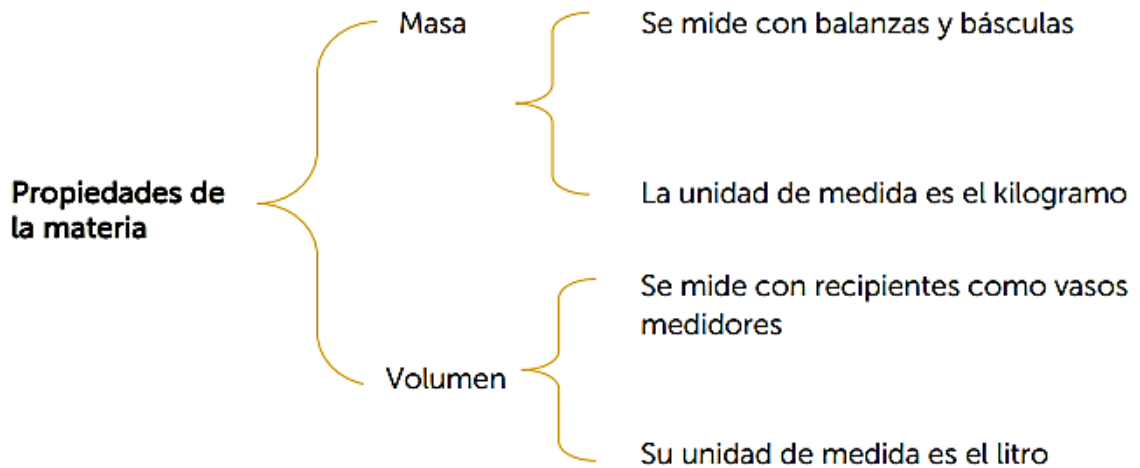 Propiedades de
la materia
Masa
Se mide con balanzas y básculas
La unidad de medida es el kilogramo
Volumen
Se mide con recipientes como vasos
medidores
Su unidad de medida es el litro